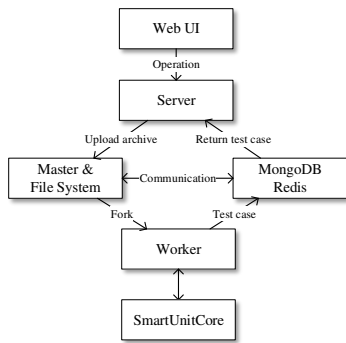 Web UI
Operation
Server
Upload archive
Return test case
Master &
File System
Communication
MongoDB
Redis
Fork
Test case
Worker
SmartUnitCore